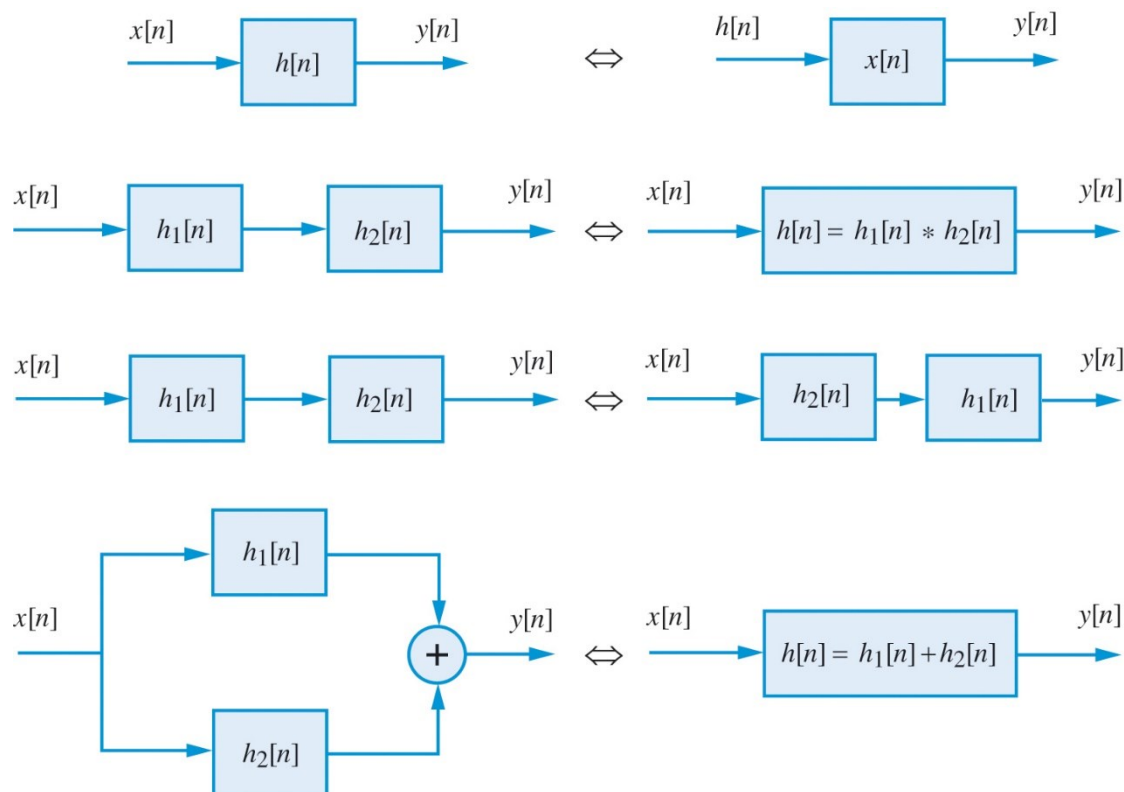 x[n] h[n] y[n] ⇔ h[n] x[n] y[n]
x[n] h₁[n] h₂[n] y[n] ⇔ x[n] h[n] = h₁[n] * h₂[n] y[n]
x[n] h₁[n] h₂[n] y[n] ⇔ x[n] h₂[n] h₁[n] y[n]
h₁[n]
x[n] + y[n] ⇔ x[n] h[n] = h₁[n]+h₂[n] y[n]
h₂[n]